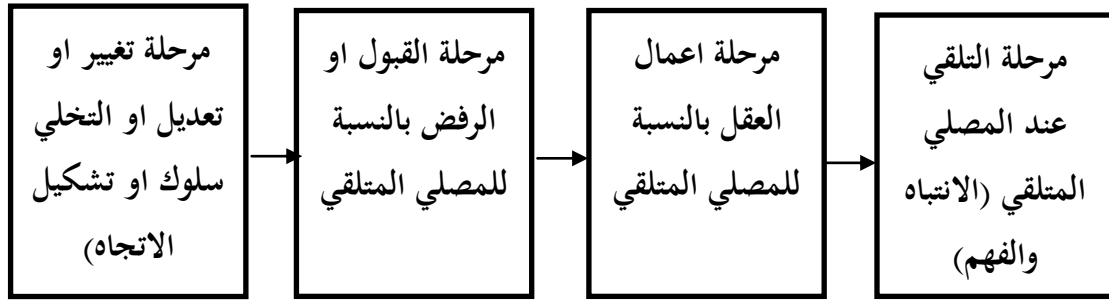 مرحلة التلقي
عند المصلي
المتلقي (الانتباه
والفهم)
مرحلة اعمال
العقل بالنسبة
للمصلي المتلقي
مرحلة القبول او
الرفض بالنسبة
للمصلي المتلقي
مرحلة تغيير او
تعديل او التخلي
سلوك او تشكيل
الاتجاه)